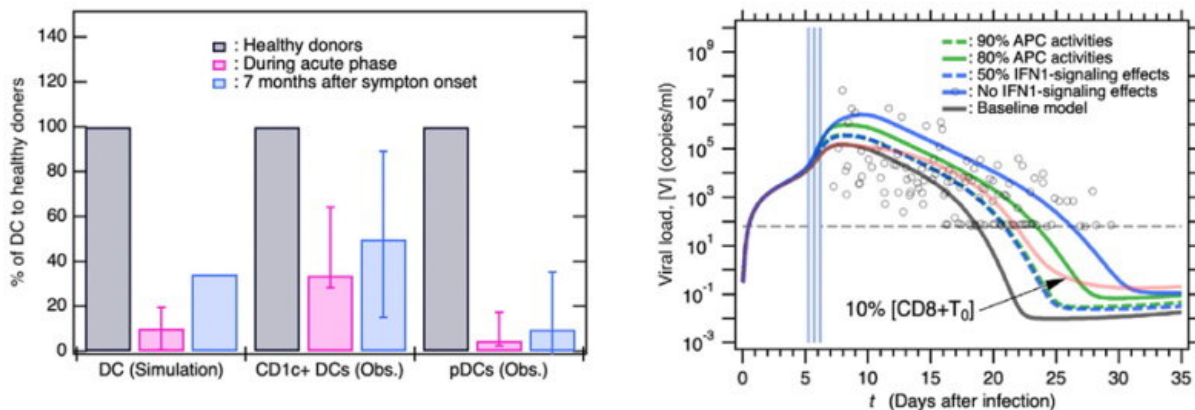 % of DC to healthy doners
140
120
100
80
60
40
20
0
: Healthy donors
: During acute phase
: 7 months after sympton onset
DC (Simulation)
CD1c+ DCs (Obs.)
pDCs (Obs.)
Viral load, [V] (copies/ml)
10^9
10^7
10^5
10^3
10^1
10^-1
10^-3
: 90% APC activities
: 80% APC activities
: 50% IFN1-signaling effects
: No IFN1-signaling effects
: Baseline model
10% [CD8+T_0]
0 5 10 15 20 25 30 35
t (Days after infection)